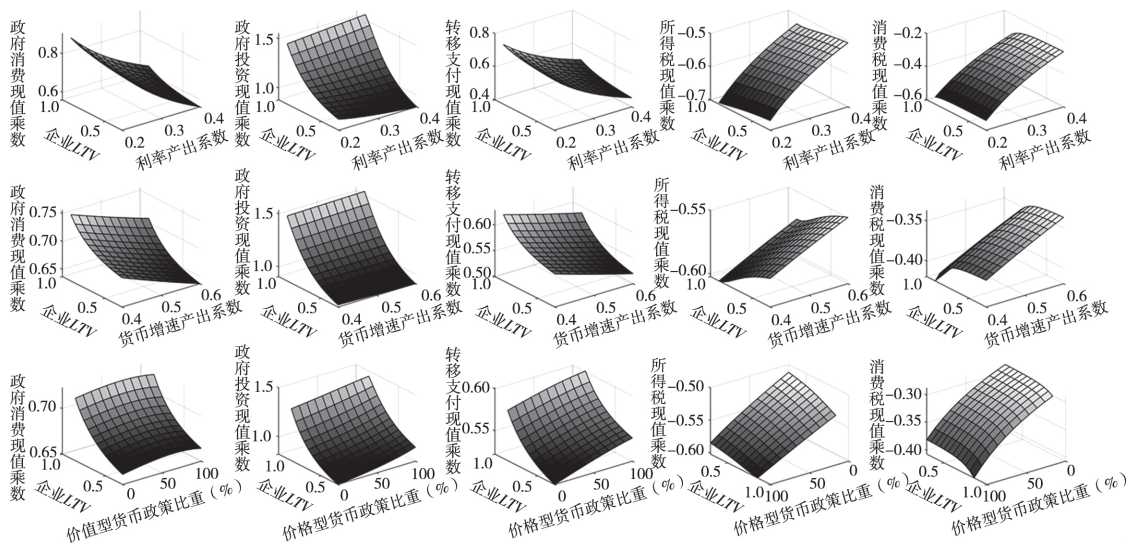 政府消费现值乘数
0.8
0.6
1.0
0.5
企业LTV
0.2
0.3
0.4
利率产出系数
政府投资现值乘数
1.5
1.0
1.0
0.5
企业LTV
0.2
0.3
0.4
利率产出系数
转移支付现值乘数
0.8
0.6
0.4
1.0
0.5
企业LTV
0.2
0.3
0.4
利率产出系数
所得税现值乘数
−0.5
−0.6
−0.7
1.0
0.5
企业LTV
0.2
0.3
0.4
利率产出系数
消费税现值乘数
−0.2
−0.4
−0.6
1.0
0.5
企业LTV
0.2
0.3
0.4
利率产出系数
政府消费现值乘数
0.75
0.70
0.65
1.0
0.5
企业LTV
0.4
0.5
0.6
货币增速产出系数
政府投资现值乘数
1.5
1.0
1.0
0.5
企业LTV
0.4
0.5
0.6
货币增速产出系数
转移支付现值乘数
0.60
0.55
0.50
1.0
0.5
企业LTV
0.4
0.5
0.6
货币增速产出系数
所得税现值乘数
−0.55
−0.60
1.0
0.5
企业LTV
0.4
0.5
0.6
货币增速产出系数
消费税现值乘数
−0.35
−0.40
1.0
0.5
企业LTV
0.4
0.5
0.6
货币增速产出系数
政府消费现值乘数
0.70
0.65
1.0
0.5
企业LTV
0
50
100
价值型货币政策比重（%）
政府投资现值乘数
1.5
1.0
1.0
0.5
企业LTV
0
50
100
价格型货币政策比重（%）
转移支付现值乘数
0.60
0.55
1.0
0.5
企业LTV
0
50
100
价格型货币政策比重（%）
所得税现值乘数
−0.50
−0.55
−0.60
0.5
1.0
企业LTV
100
50
0
价格型货币政策比重（%）
消费税现值乘数
−0.30
−0.35
−0.40
0.5
1.0
企业LTV
100
50
0
价格型货币政策比重（%）